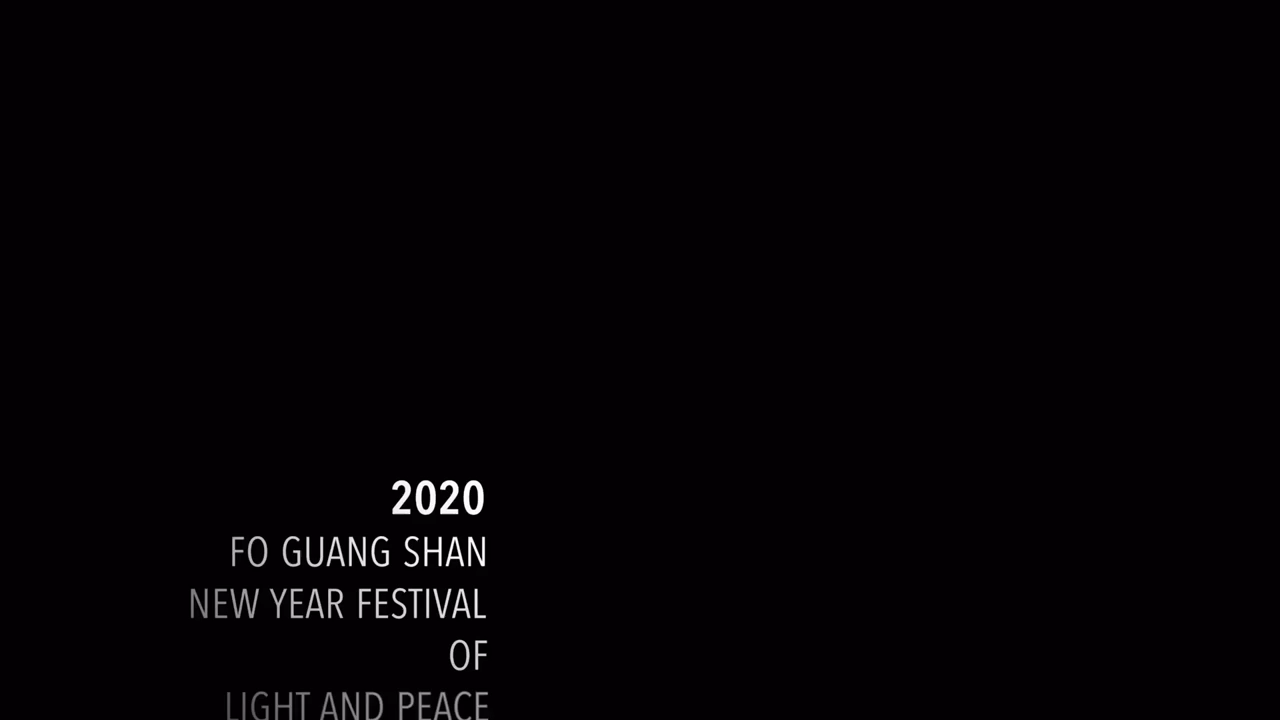 2020
FO GUANG SHAN
NEW YEAR FESTIVAL
OF
LIGHT AND PEACE